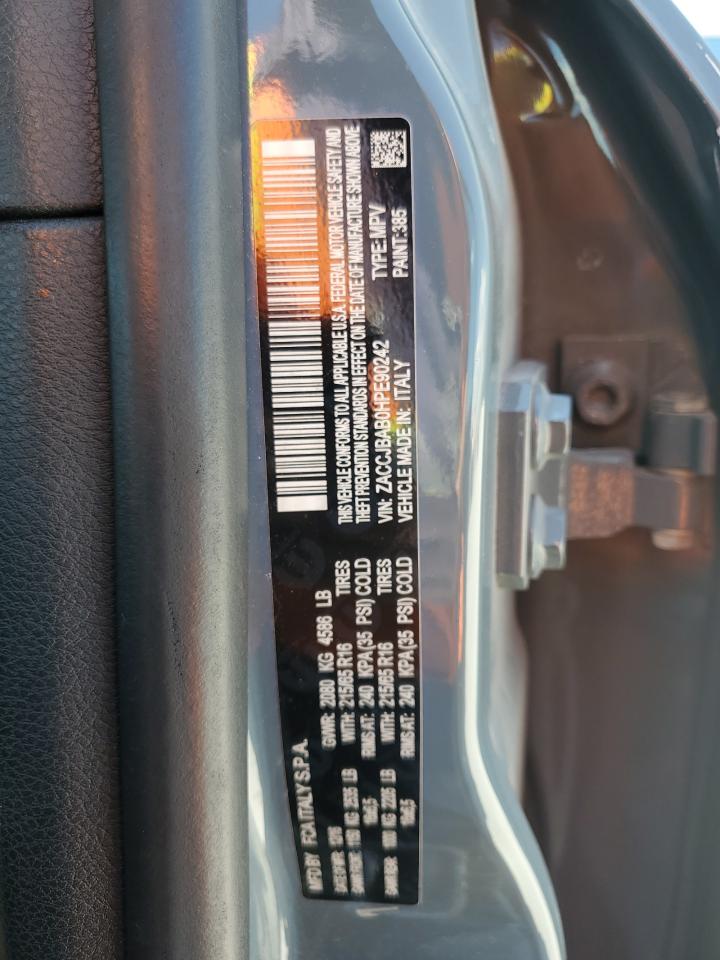 MFD BY FCA ITALY S.P.A.
GVWR: 2080 KG 4586 LB
WITH: 215/65 R16 TIRES
RIMS AT: 240 KPA(35 PSI) COLD
WITH: 215/65 R16 TIRES
RIMS AT: 240 KPA(35 PSI) COLD
THIS VEHICLE CONFORMS TO ALL APPLICABLE U.S.A. FEDERAL MOTOR VEHICLE SAFETY AND
THEFT PREVENTION STANDARDS IN EFFECT ON THE DATE OF MANUFACTURE SHOWN ABOVE
VIN: ZACCJBAB0HPE90242 TYPE:MPV
VEHICLE MADE IN: ITALY PAINT:385